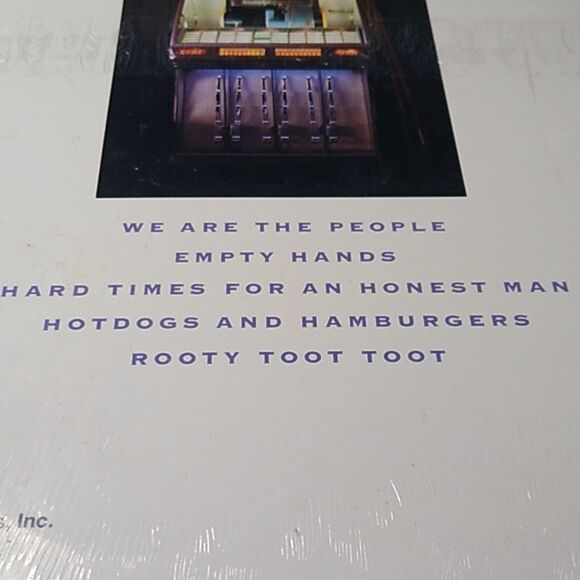 WE ARE THE PEOPLE
EMPTY HANDS
HARD TIMES FOR AN HONEST MAN
HOTDOGS AND HAMBURGERS
ROOTY TOOT TOOT
Inc.